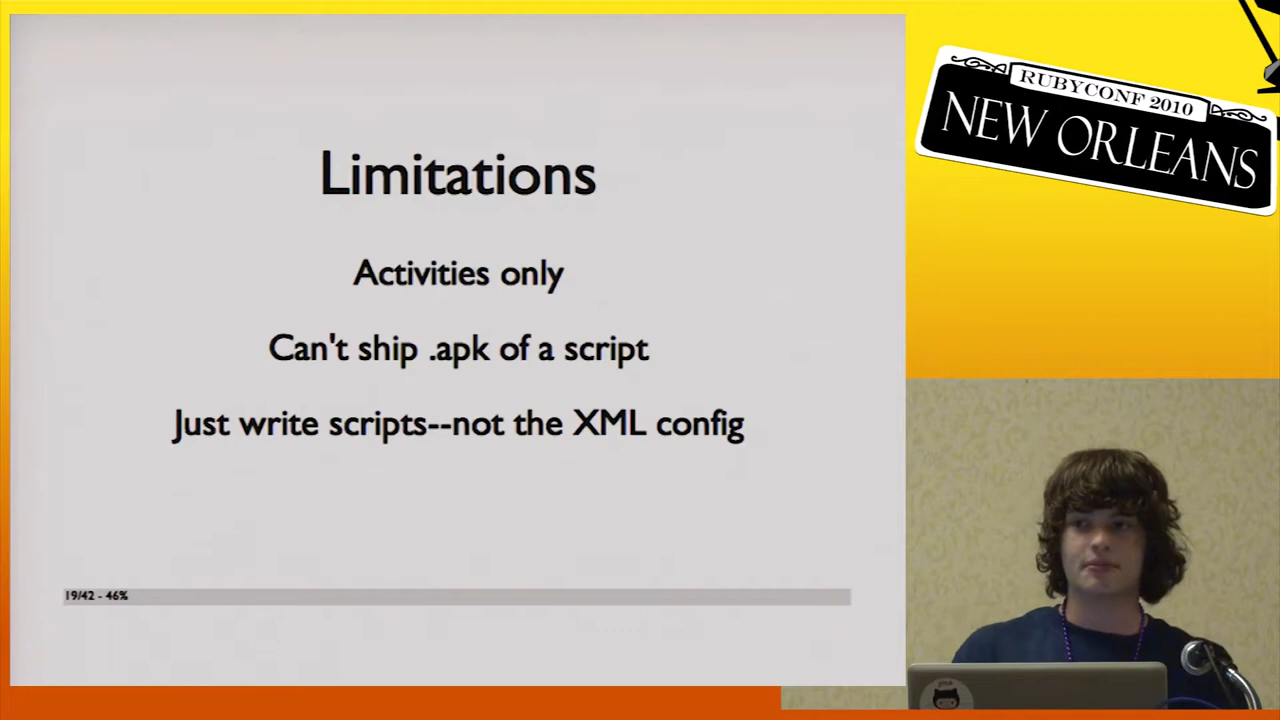 Limitations
Activities only
Can't ship .apk of a script
Just write scripts--not the XML config
19/42 - 46%
RUBYCONF 2010
NEW ORLEANS